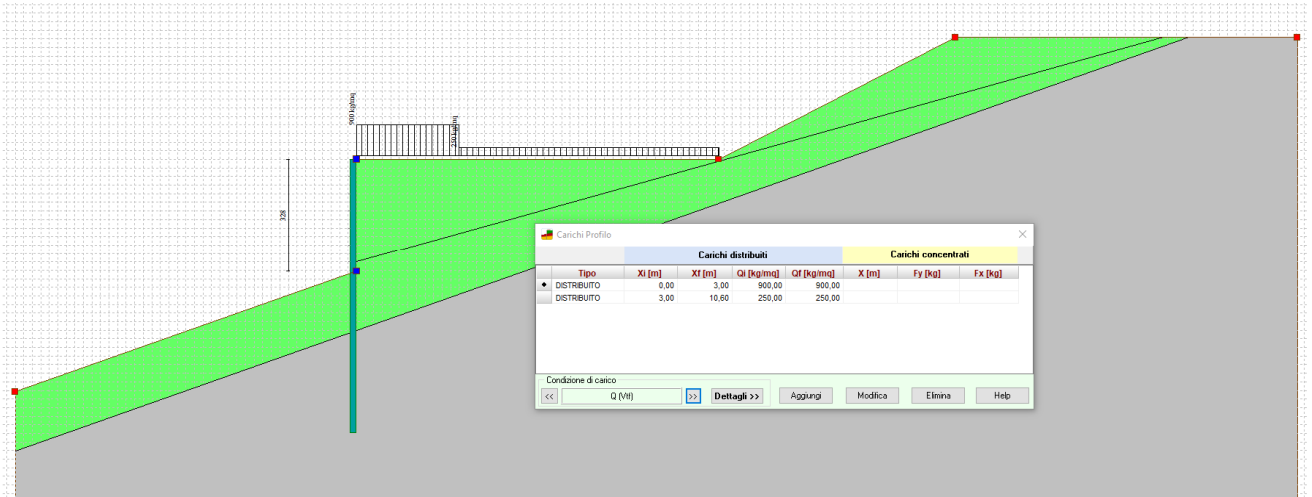 900 kg/mq
250 kg/mq
328
Carichi Profilo
Carichi distribuiti Carichi concentrati
Tipo Xi [m] Xf [m] Qi [kg/mq] Qf [kg/mq] X [m] Fy [kg] Fx [kg]
DISTRIBUITO 0,00 3,00 900,00 900,00
DISTRIBUITO 3,00 10,60 250,00 250,00
Condizione di carico
<< Q (Vtf) >> Dettagli >> Aggiungi Modifica Elimina Help